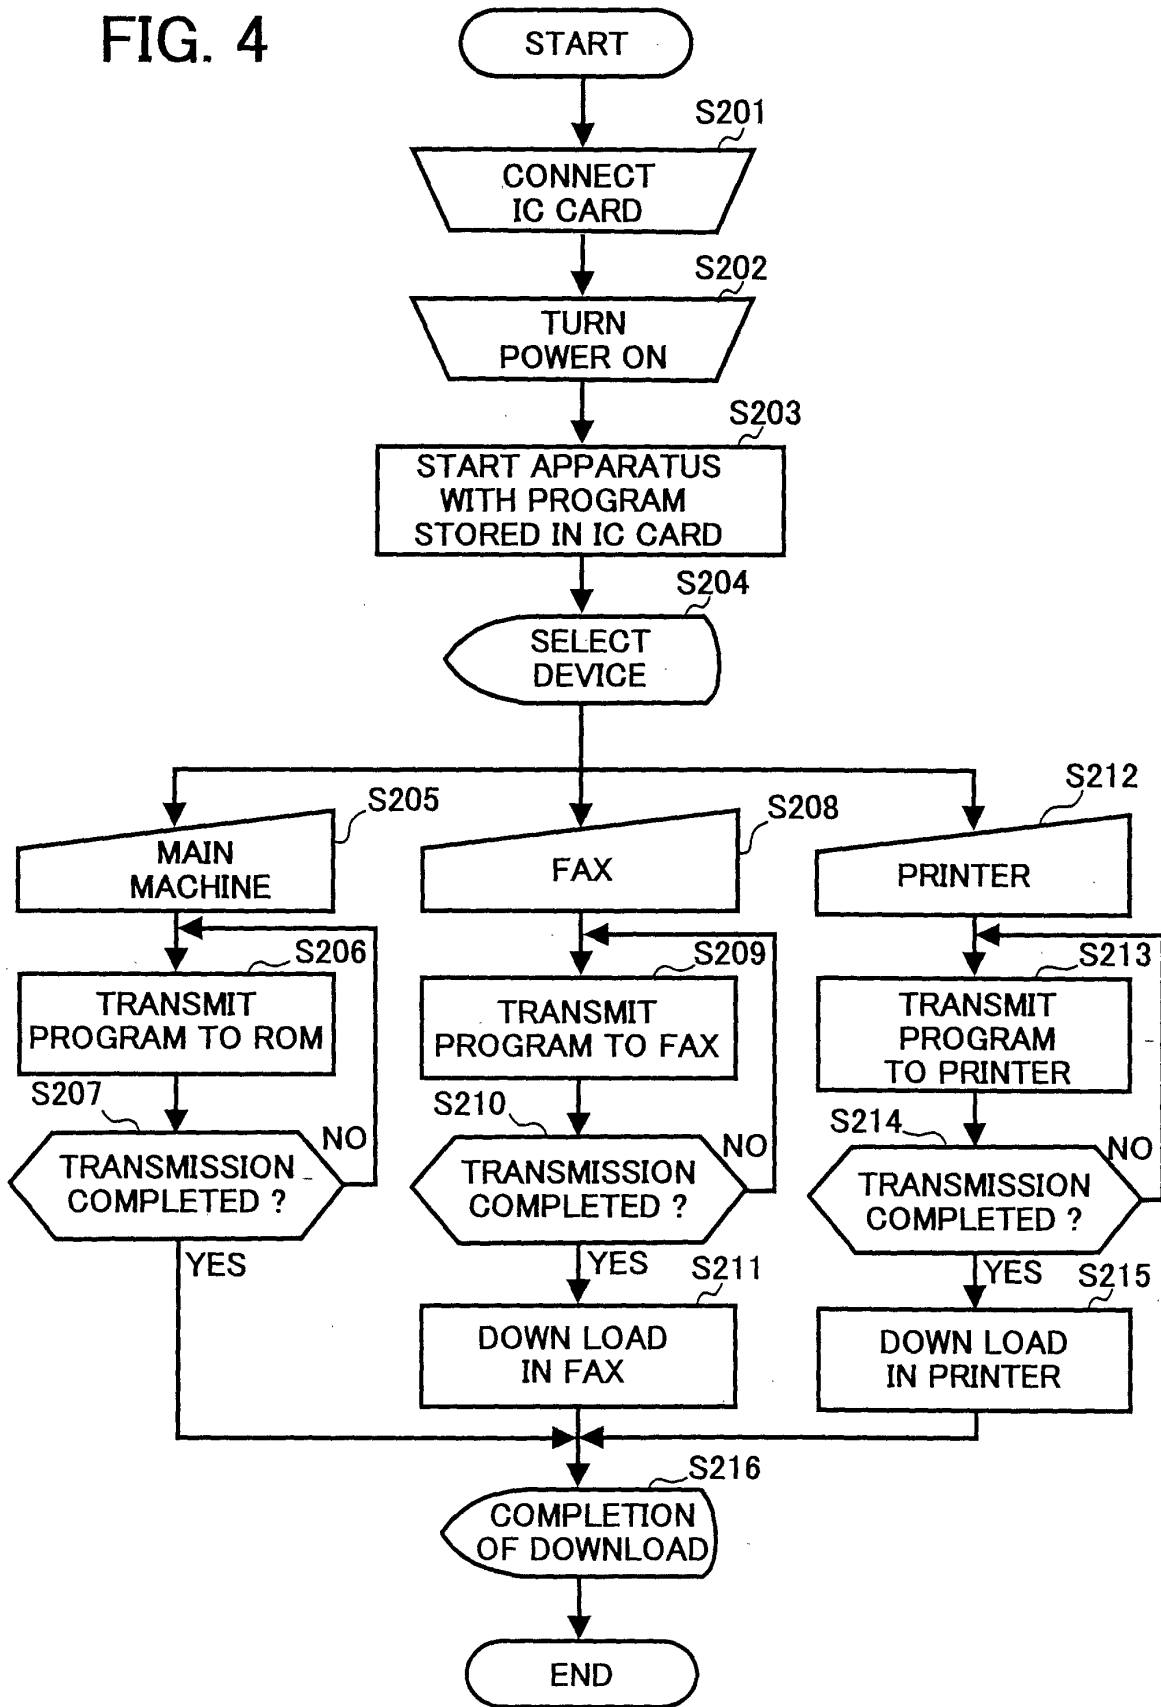 FIG. 4
START
S201
CONNECT
IC CARD
S202
TURN
POWER ON
S203
START APPARATUS
WITH PROGRAM
STORED IN IC CARD
S204
SELECT
DEVICE
S205
MAIN
MACHINE
S206
TRANSMIT
PROGRAM TO ROM
S207
TRANSMISSION
COMPLETED ?
NO
YES
S208
FAX
S209
TRANSMIT
PROGRAM TO FAX
S210
TRANSMISSION
COMPLETED ?
NO
YES
S211
DOWN LOAD
IN FAX
S212
PRINTER
S213
TRANSMIT
PROGRAM
TO PRINTER
S214
TRANSMISSION
COMPLETED ?
NO
YES
S215
DOWN LOAD
IN PRINTER
S216
COMPLETION
OF DOWNLOAD
END